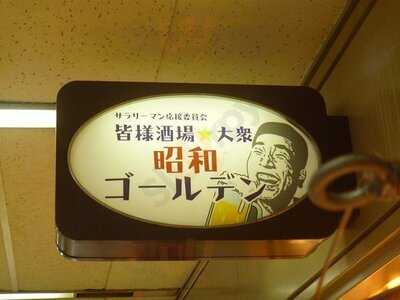 サラリーマン応援委員会
皆様酒場★大衆
昭和
ゴールデン